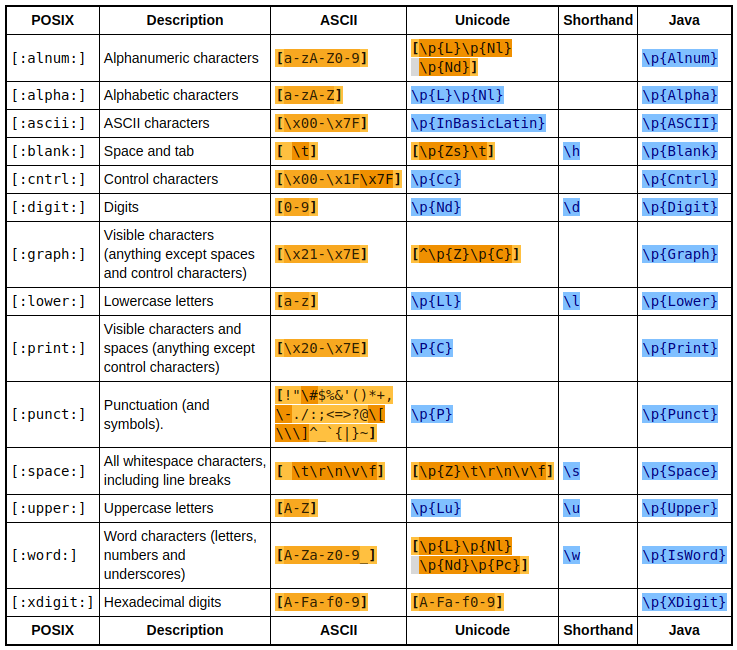 POSIX Description ASCII Unicode Shorthand Java
[:alnum:] Alphanumeric characters [a-zA-Z0-9] [\p{L}\p{Nl}
\p{Nd}] \p{Alnum}
[:alpha:] Alphabetic characters [a-zA-Z] \p{L}\p{Nl} \p{Alpha}
[:ascii:] ASCII characters [\x00-\x7F] \p{InBasicLatin} \p{ASCII}
[:blank:] Space and tab [ \t] [\p{Zs}\t] \h \p{Blank}
[:cntrl:] Control characters [\x00-\x1F\x7F] \p{Cc} \p{Cntrl}
[:digit:] Digits [0-9] \p{Nd} \d \p{Digit}
[:graph:] Visible characters
(anything except spaces
and control characters) [\x21-\x7E] [^\p{Z}\p{C}] \p{Graph}
[:lower:] Lowercase letters [a-z] \p{Ll} \l \p{Lower}
[:print:] Visible characters and
spaces (anything except
control characters) [\x20-\x7E] \P{C} \p{Print}
[:punct:] Punctuation (and
symbols). [!"\#$%&'()*+,
\-./:;<=>?@\[
\\\]^_`{|}~] \p{P} \p{Punct}
[:space:] All whitespace characters,
including line breaks [ \t\r\n\v\f] [\p{Z}\t\r\n\v\f] \s \p{Space}
[:upper:] Uppercase letters [A-Z] \p{Lu} \u \p{Upper}
[:word:] Word characters (letters,
numbers and
underscores) [A-Za-z0-9_] [\p{L}\p{Nl}
\p{Nd}\p{Pc}] \w \p{IsWord}
[:xdigit:] Hexadecimal digits [A-Fa-f0-9] [A-Fa-f0-9] \p{XDigit}
POSIX Description ASCII Unicode Shorthand Java